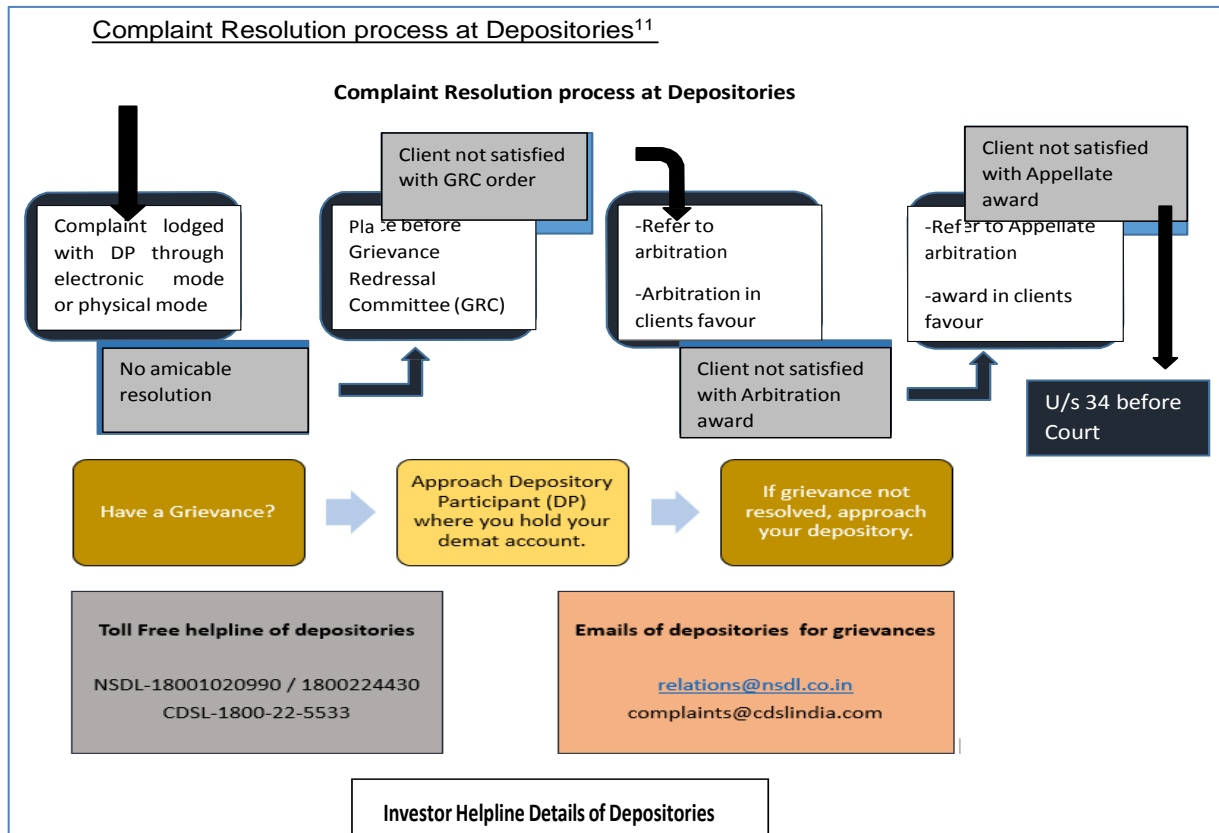 Complaint Resolution process at Depositories11
Complaint Resolution process at Depositories
Complaint lodged
with DP through
electronic mode
or physical mode
No amicable
resolution
Client not satisfied
with GRC order
Place before
Grievance
Redressal
Committee (GRC)
-Refer to
arbitration
-Arbitration in
clients favour
Client not satisfied
with Arbitration
award
Client not satisfied
with Appellate
award
-Refer to Appellate
arbitration
-award in clients
favour
U/s 34 before
Court
Have a Grievance?
Approach Depository
Participant (DP)
where you hold your
demat account.
If grievance not
resolved, approach
your depository.
Toll Free helpline of depositories
NSDL-18001020990 / 1800224430
CDSL-1800-22-5533
Emails of depositories for grievances
relations@nsdl.co.in
complaints@cdslindia.com
Investor Helpline Details of Depositories